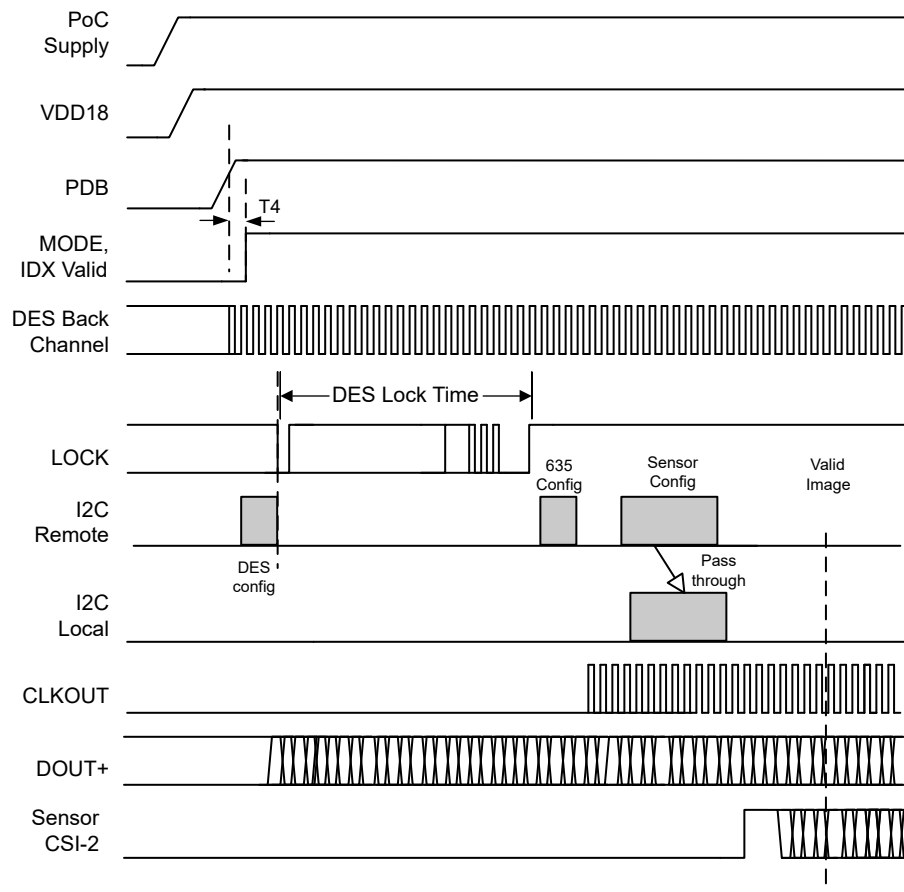 PoC
Supply
VDD18
PDB
T4
MODE,
IDX Valid
DES Back
Channel
DES Lock Time
LOCK
635
Config
Sensor
Config
Valid
Image
I2C
Remote
DES
config
Pass
through
I2C
Local
CLKOUT
DOUT+
Sensor
CSI-2